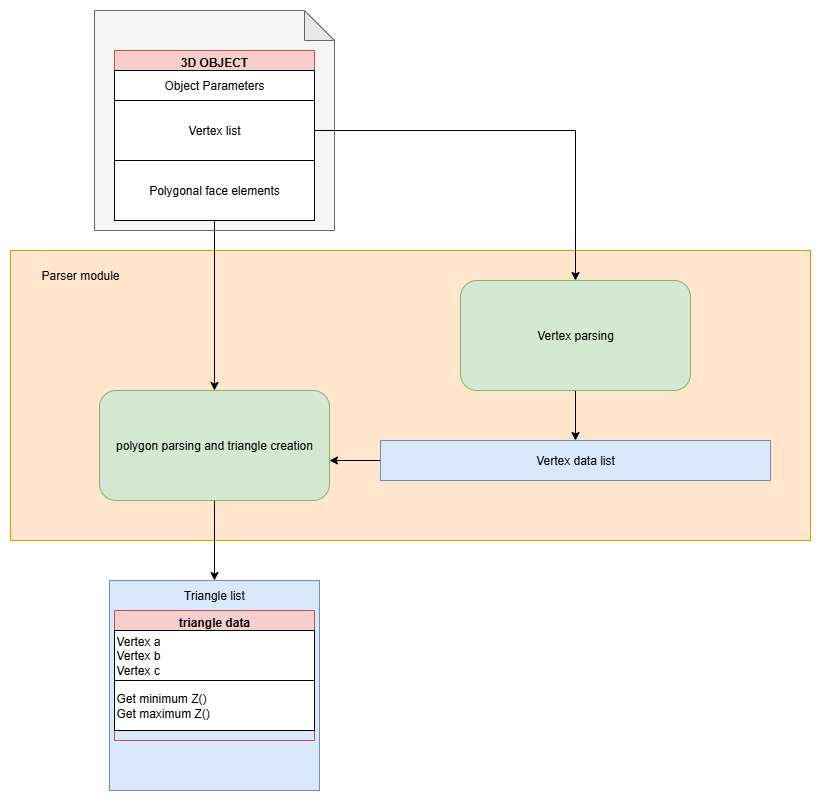 3D OBJECT
Object Parameters
Vertex list
Polygonal face elements
Parser module
Vertex parsing
polygon parsing and triangle creation
Vertex data list
Triangle list
triangle data
Vertex a
Vertex b
Vertex c
Get minimum Z()
Get maximum Z()